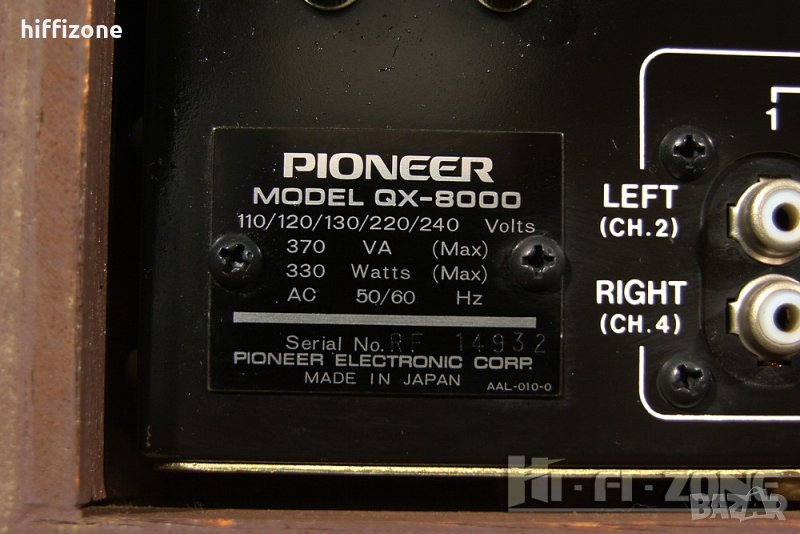 hiffizone
PIONEER
MODEL QX-8000
110/120/130/220/240 Volts
370 VA (Max)
330 Watts (Max)
AC 50/60 Hz
Serial No. RF 14932
PIONEER ELECTRONIC CORP.
MADE IN JAPAN AAL-010-0
1
LEFT
(CH.2)
RIGHT
(CH.4)
HI-FI-ZONE
BAZAR